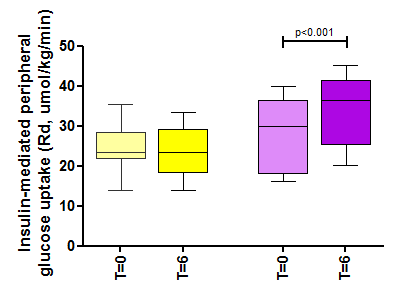 p<0.001
Insulin-mediated peripheral
glucose uptake (Rd, umol/kg/min)
50
40
30
20
10
0
T=0
T=6
T=0
T=6